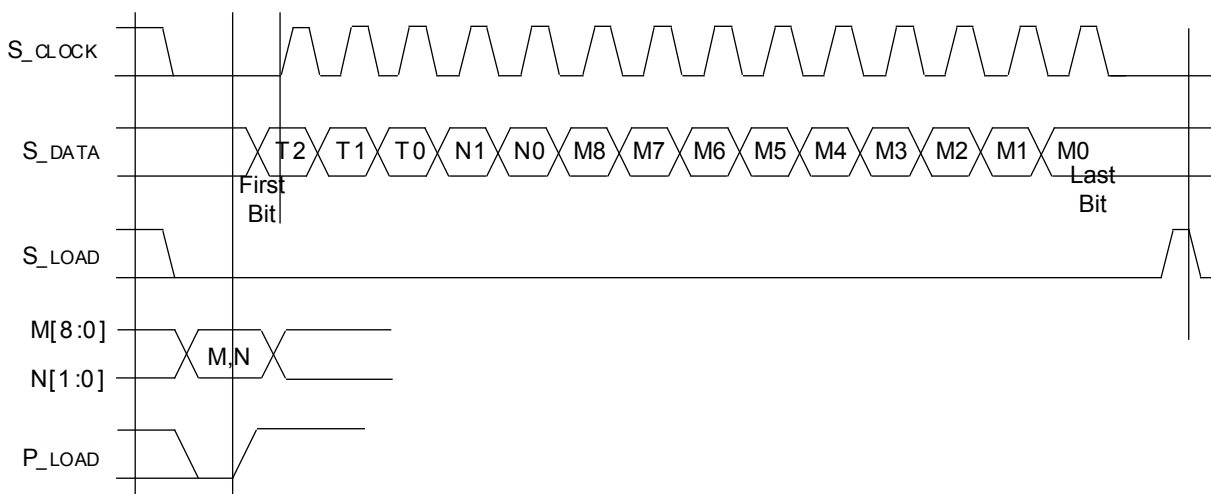 S_CLOCK
S_DATA
T2 T1 T0 N1 N0 M8 M7 M6 M5 M4 M3 M2 M1 M0
First
Bit
Last
Bit
S_LOAD
M[8:0]
M,N
N[1:0]
P_LOAD